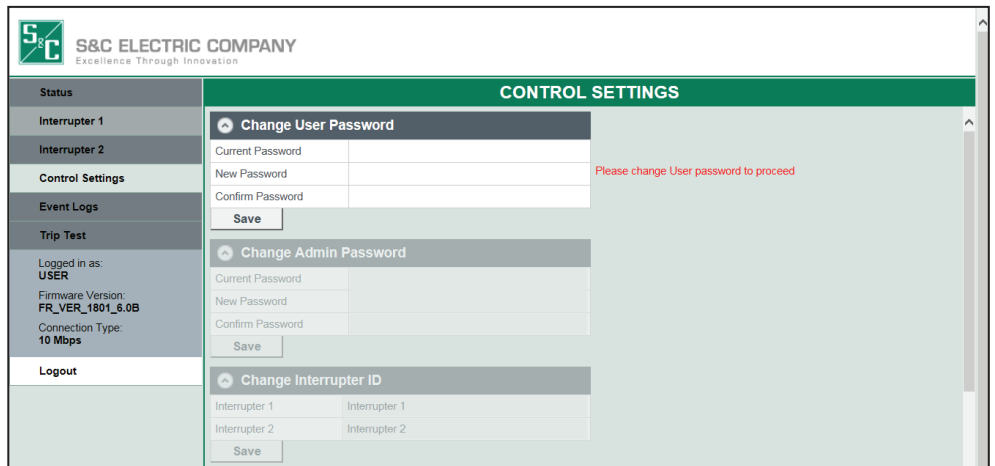 S&C
S&C ELECTRIC COMPANY
Excellence Through Innovation
Status
Interrupter 1
Interrupter 2
Control Settings
Event Logs
Trip Test
Logged in as:
USER
Firmware Version:
FR_VER_1801_6.0B
Connection Type:
10 Mbps
Logout
CONTROL SETTINGS
Change User Password
Current Password
New Password
Confirm Password
Save
Please change User password to proceed
Change Admin Password
Current Password
New Password
Confirm Password
Save
Change Interrupter ID
Interrupter 1 Interrupter 1
Interrupter 2 Interrupter 2
Save